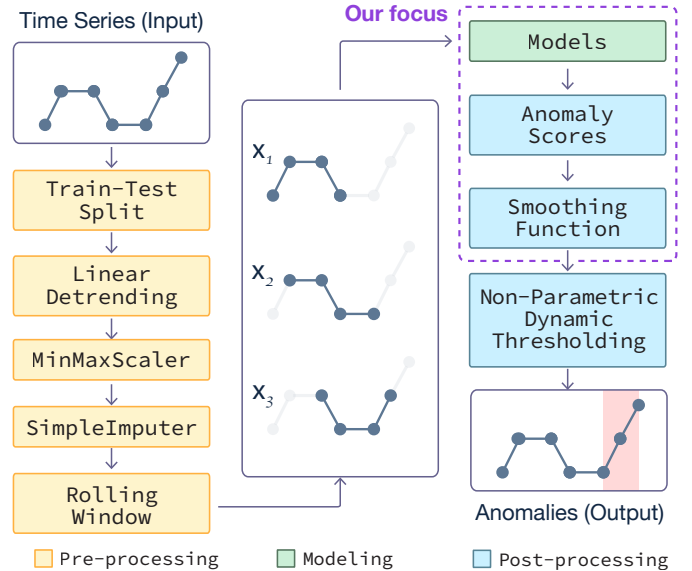 Time Series (Input)
Train-Test
Split
Linear
Detrending
MinMaxScaler
SimpleImputer
Rolling
Window
x1
x2
x3
Our focus
Models
Anomaly
Scores
Smoothing
Function
Non-Parametric
Dynamic
Thresholding
Anomalies (Output)
Pre-processing
Modeling
Post-processing